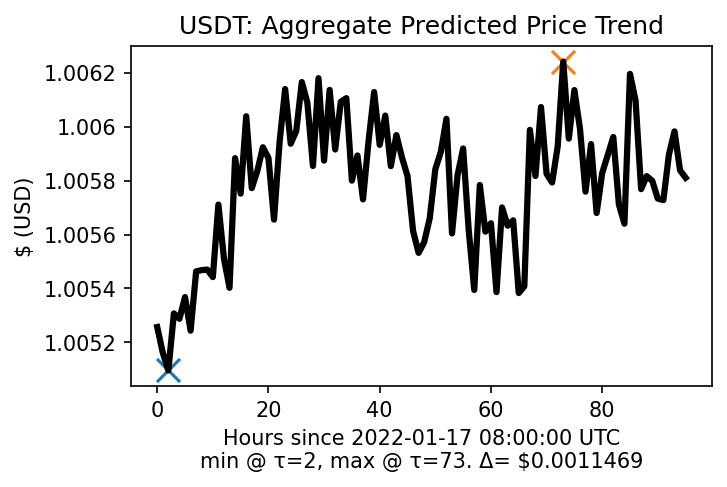 USDT: Aggregate Predicted Price Trend
$ (USD)
1.0062
1.006
1.0058
1.0056
1.0054
1.0052
0 20 40 60 80
Hours since 2022-01-17 08:00:00 UTC
min @ τ=2, max @ τ=73. Δ= $0.0011469